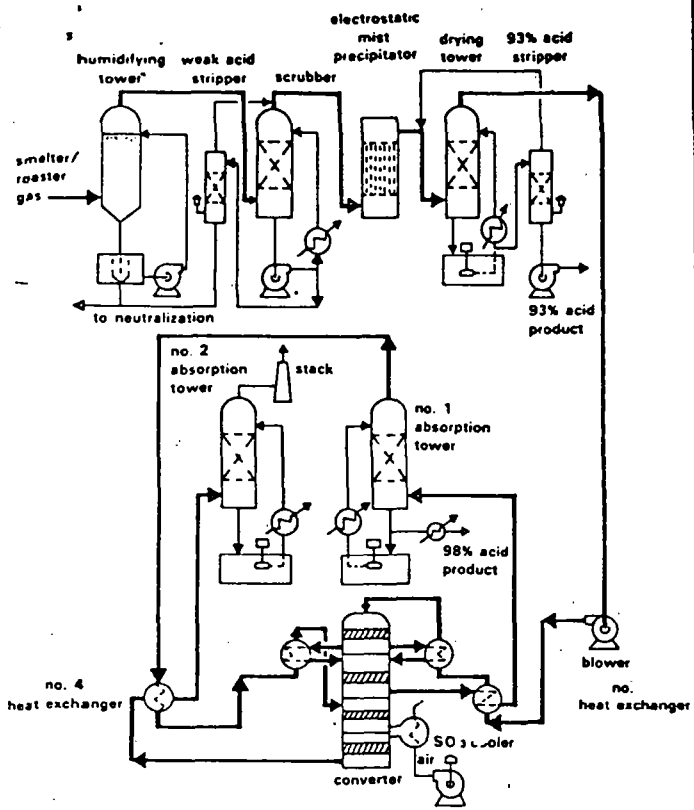 electrostatic
mist
precipitator
humidifying
tower"
weak acid
stripper
scrubber
drying
tower
93% acid
stripper
smelter/
roaster
gas
to neutralization
93% acid
product
no. 2
absorption
tower
stack
no. 1
absorption
tower
98% acid
product
blower
no. 4
heat exchanger
no.
heat exchanger
SO3 cooler
air
converter